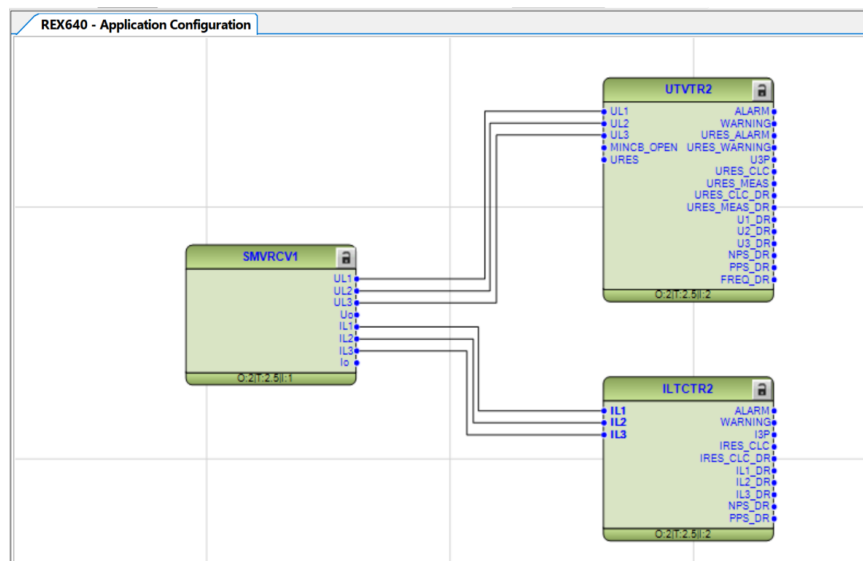 REX640 - Application Configuration
UTVTR2
UL1 ALARM
UL2 WARNING
UL3 URES_ALARM
MINCB_OPEN URES_WARNING
URES U3P
URES_CLC
URES_MEAS
URES_CLC_DR
URES_MEAS_DR
U1_DR
U2_DR
U3_DR
NPS_DR
PPS_DR
FREQ_DR
O:2|T:2.5|I:2
SMVRCV1
UL1
UL2
UL3
Uo
IL1
IL2
IL3
Io
O:2|T:2.5|I:1
ILTCTR2
IL1 ALARM
IL2 WARNING
IL3 I3P
IRES_CLC
IRES_CLC_DR
IL1_DR
IL2_DR
IL3_DR
NPS_DR
PPS_DR
O:2|T:2.5|I:2